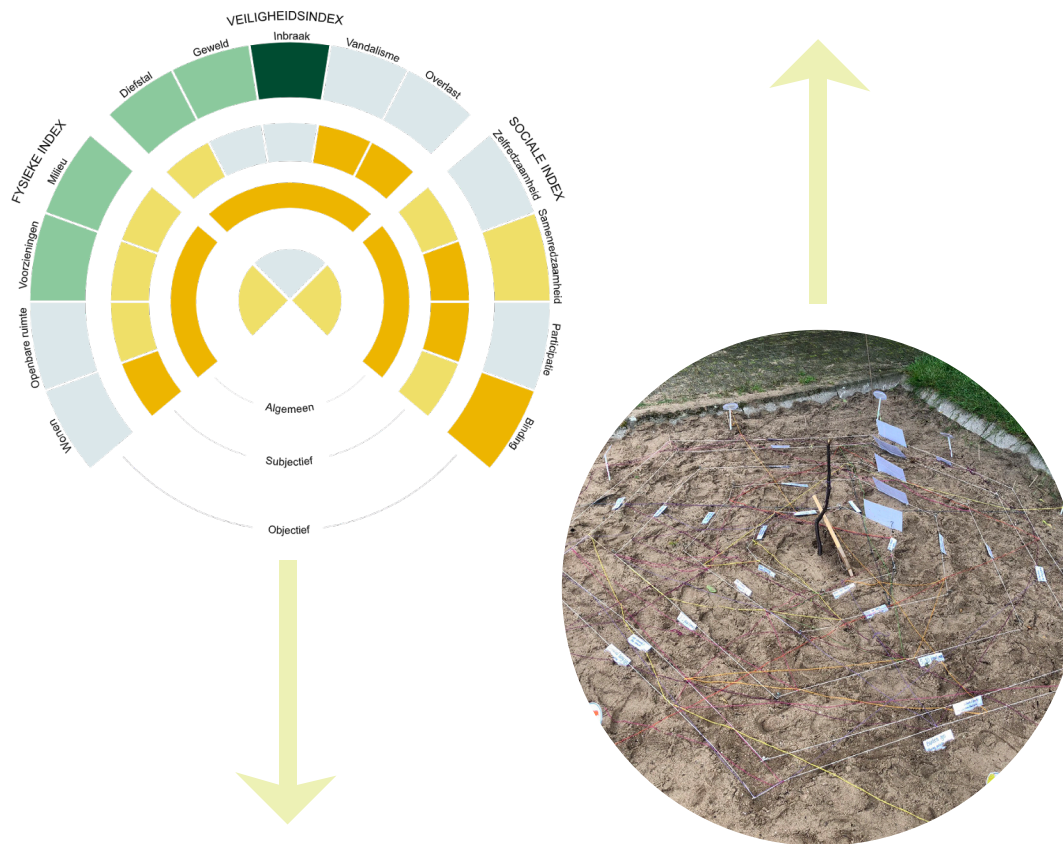 VEILIGHEIDSINDEX
Diefstal
Geweld
Inbraak
Vandalisme
Overlast
FYSIEKE INDEX
Milieu
Voorzieningen
Openbare ruimte
Wonen
SOCIALE INDEX
Zelfredzaamheid
Samenredzaamheid
Participatie
Binding
Algemeen
Subjectief
Objectief